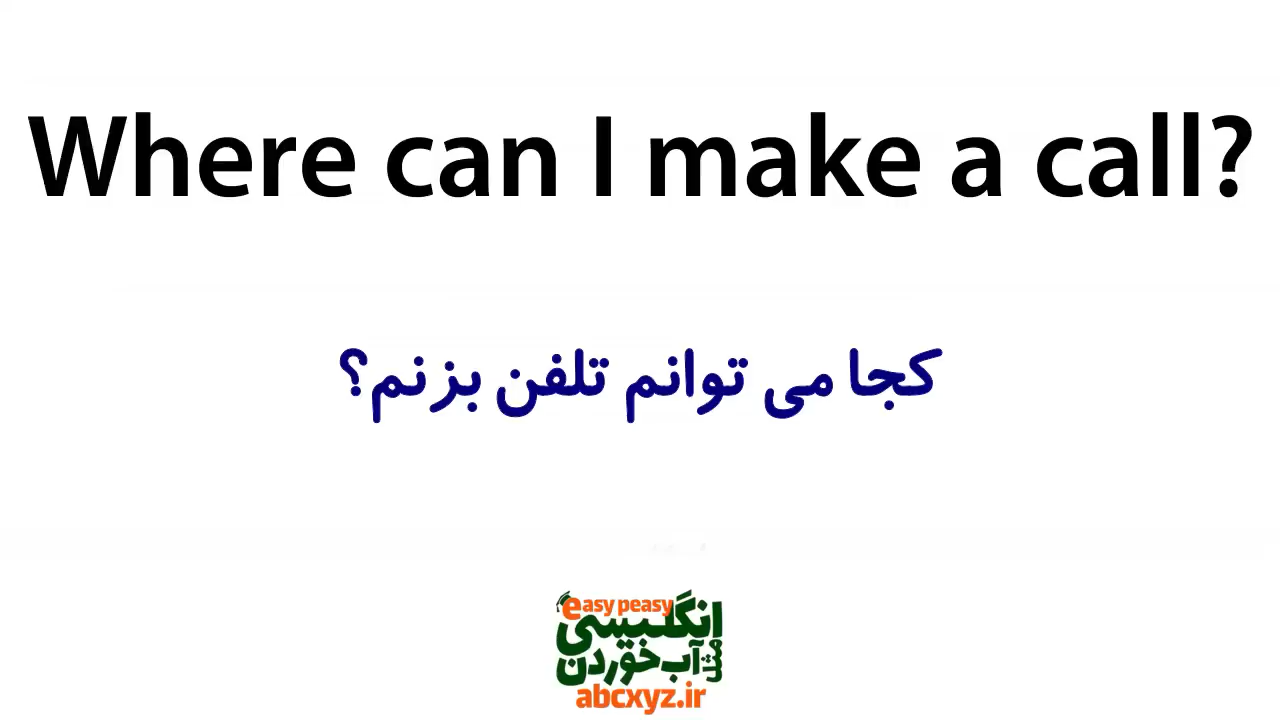 Where can I make a call?
کجا می توانم تلفن بزنم؟
easy peasy
انگلیسی
مثل آب خوردن
abcxyz.ir